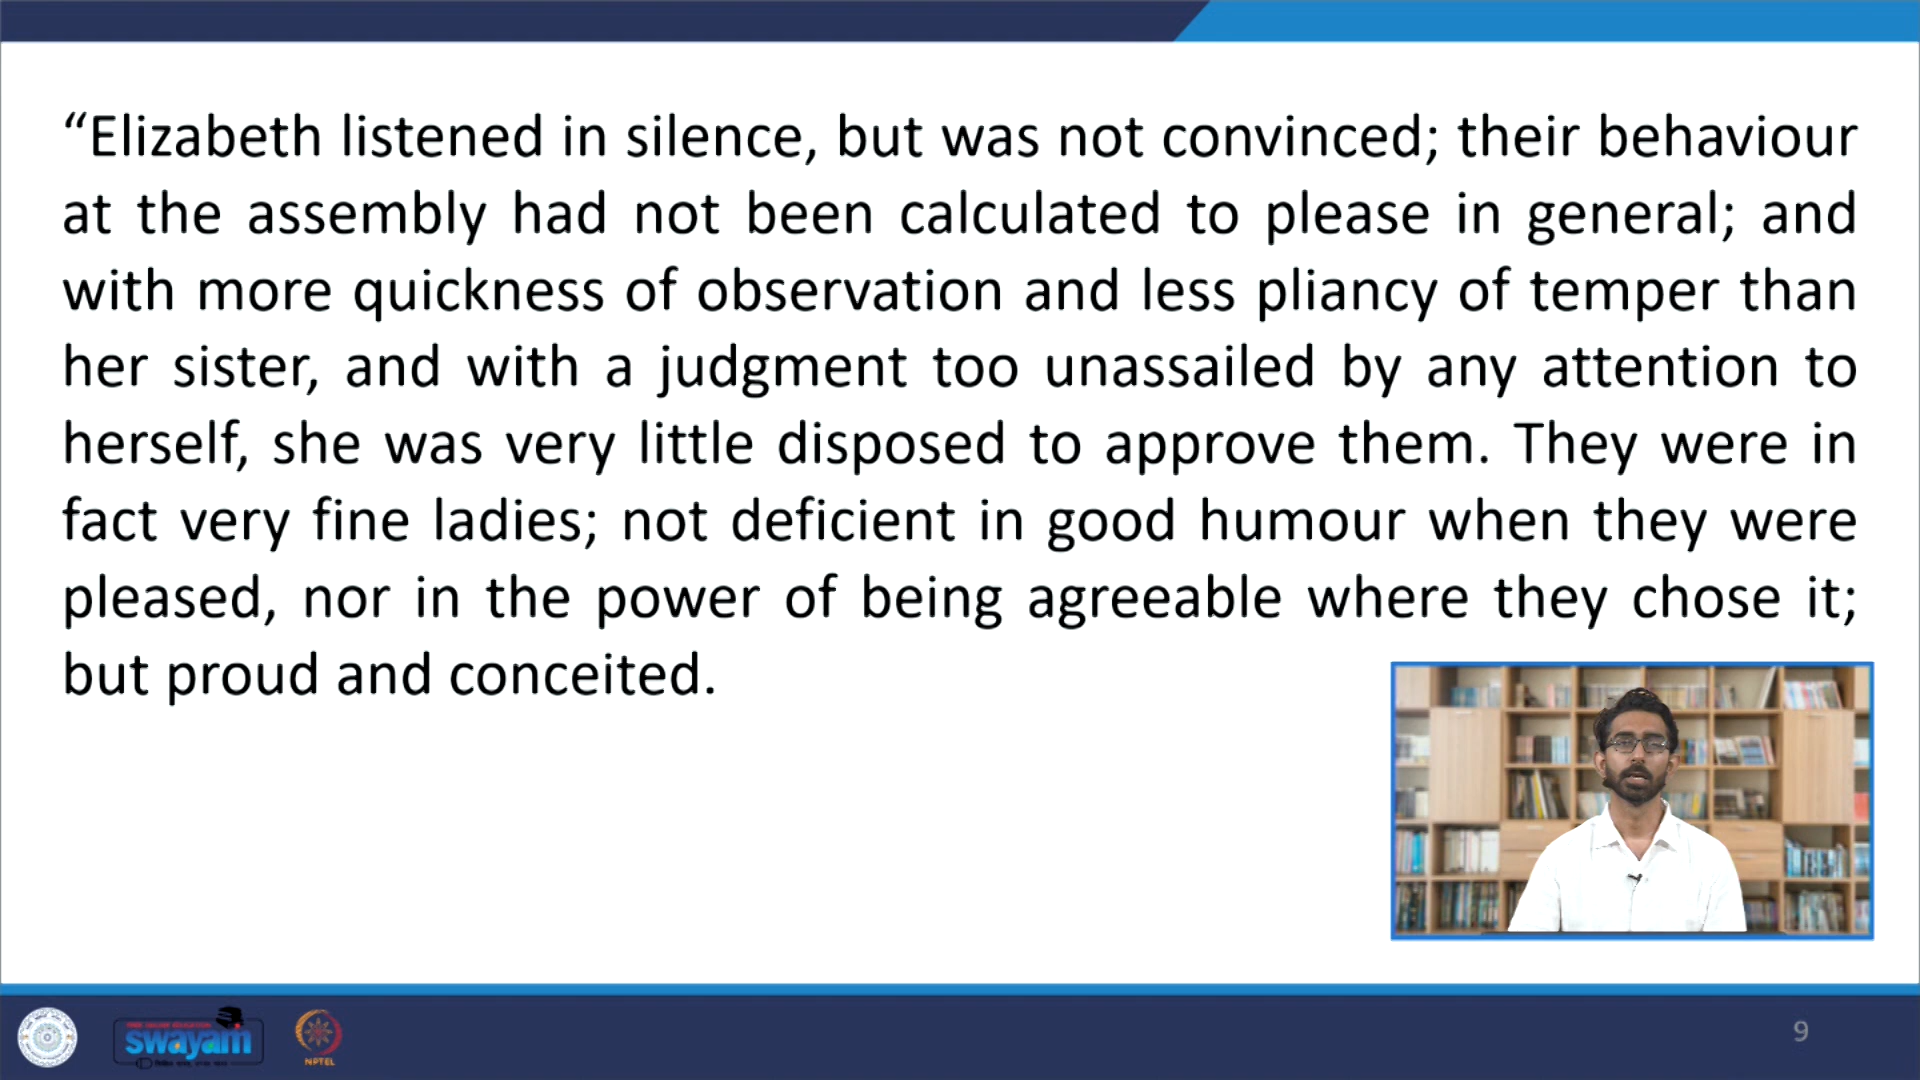 “Elizabeth listened in silence, but was not convinced; their behaviour
at the assembly had not been calculated to please in general; and
with more quickness of observation and less pliancy of temper than
her sister, and with a judgment too unassailed by any attention to
herself, she was very little disposed to approve them. They were in
fact very fine ladies; not deficient in good humour when they were
pleased, nor in the power of being agreeable where they chose it;
but proud and conceited.
swayam
NPTEL
9